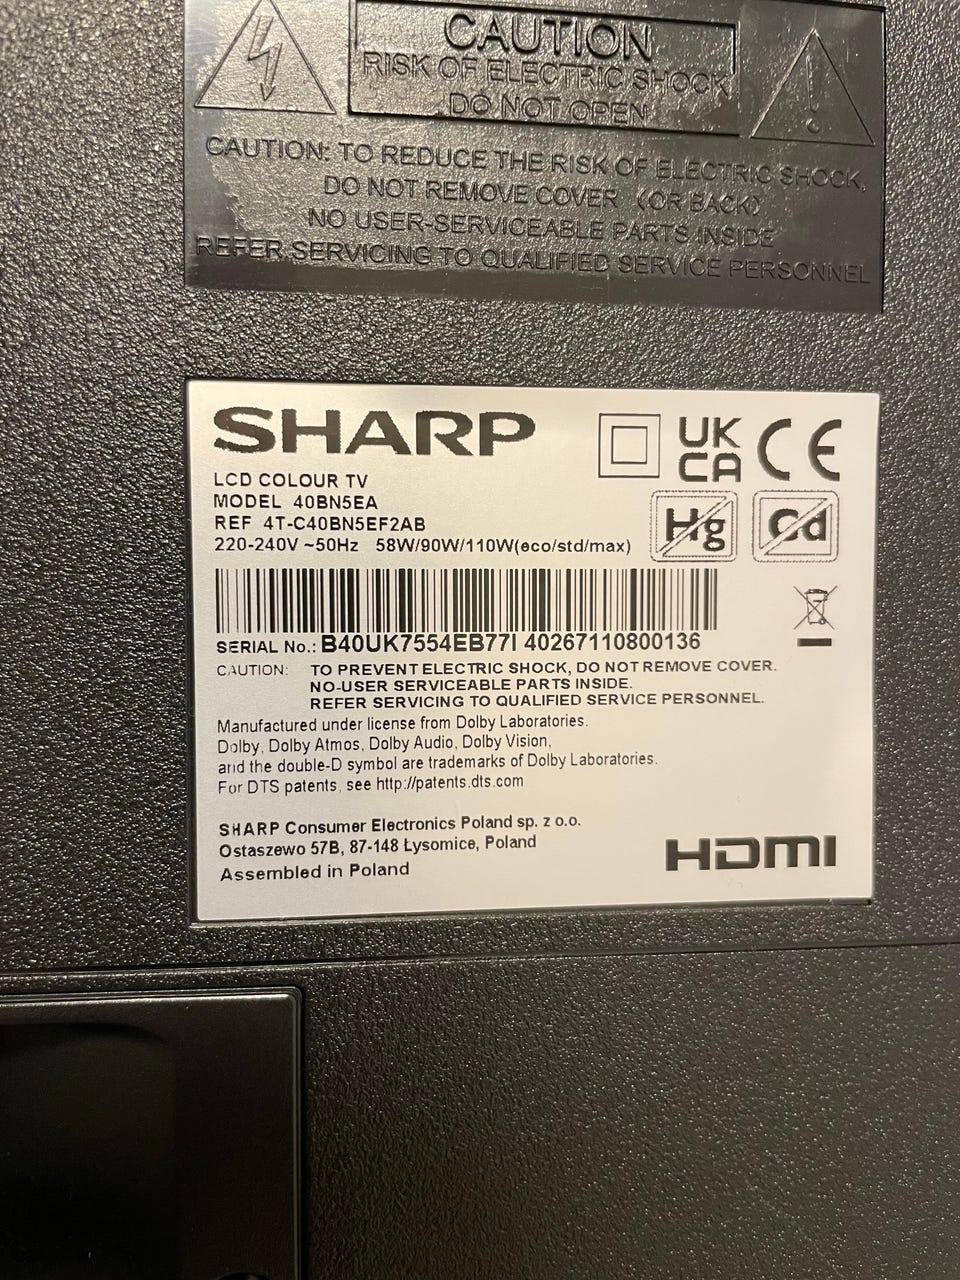 CAUTION
RISK OF ELECTRIC SHOCK
DO NOT OPEN
CAUTION: TO REDUCE THE RISK OF ELECTRIC SHOCK,
DO NOT REMOVE COVER (OR BACK)
NO USER-SERVICEABLE PARTS INSIDE
REFER SERVICING TO QUALIFIED SERVICE PERSONNEL
SHARP
UK
CA
CE
LCD COLOUR TV
MODEL 40BN5EA
REF 4T-C40BN5EF2AB
Hg
Cd
220-240V ~50Hz 58W/90W/110W(eco/std/max)
SERIAL No.: B40UK7554EB77I 40267110800136
CAUTION: TO PREVENT ELECTRIC SHOCK, DO NOT REMOVE COVER.
NO-USER SERVICEABLE PARTS INSIDE.
REFER SERVICING TO QUALIFIED SERVICE PERSONNEL.
Manufactured under license from Dolby Laboratories.
Dolby, Dolby Atmos, Dolby Audio, Dolby Vision,
and the double-D symbol are trademarks of Dolby Laboratories.
For DTS patents, see http://patents.dts.com
SHARP Consumer Electronics Poland sp. z o.o.
Ostaszewo 57B, 87-148 Łysomice, Poland
Assembled in Poland
HDMI